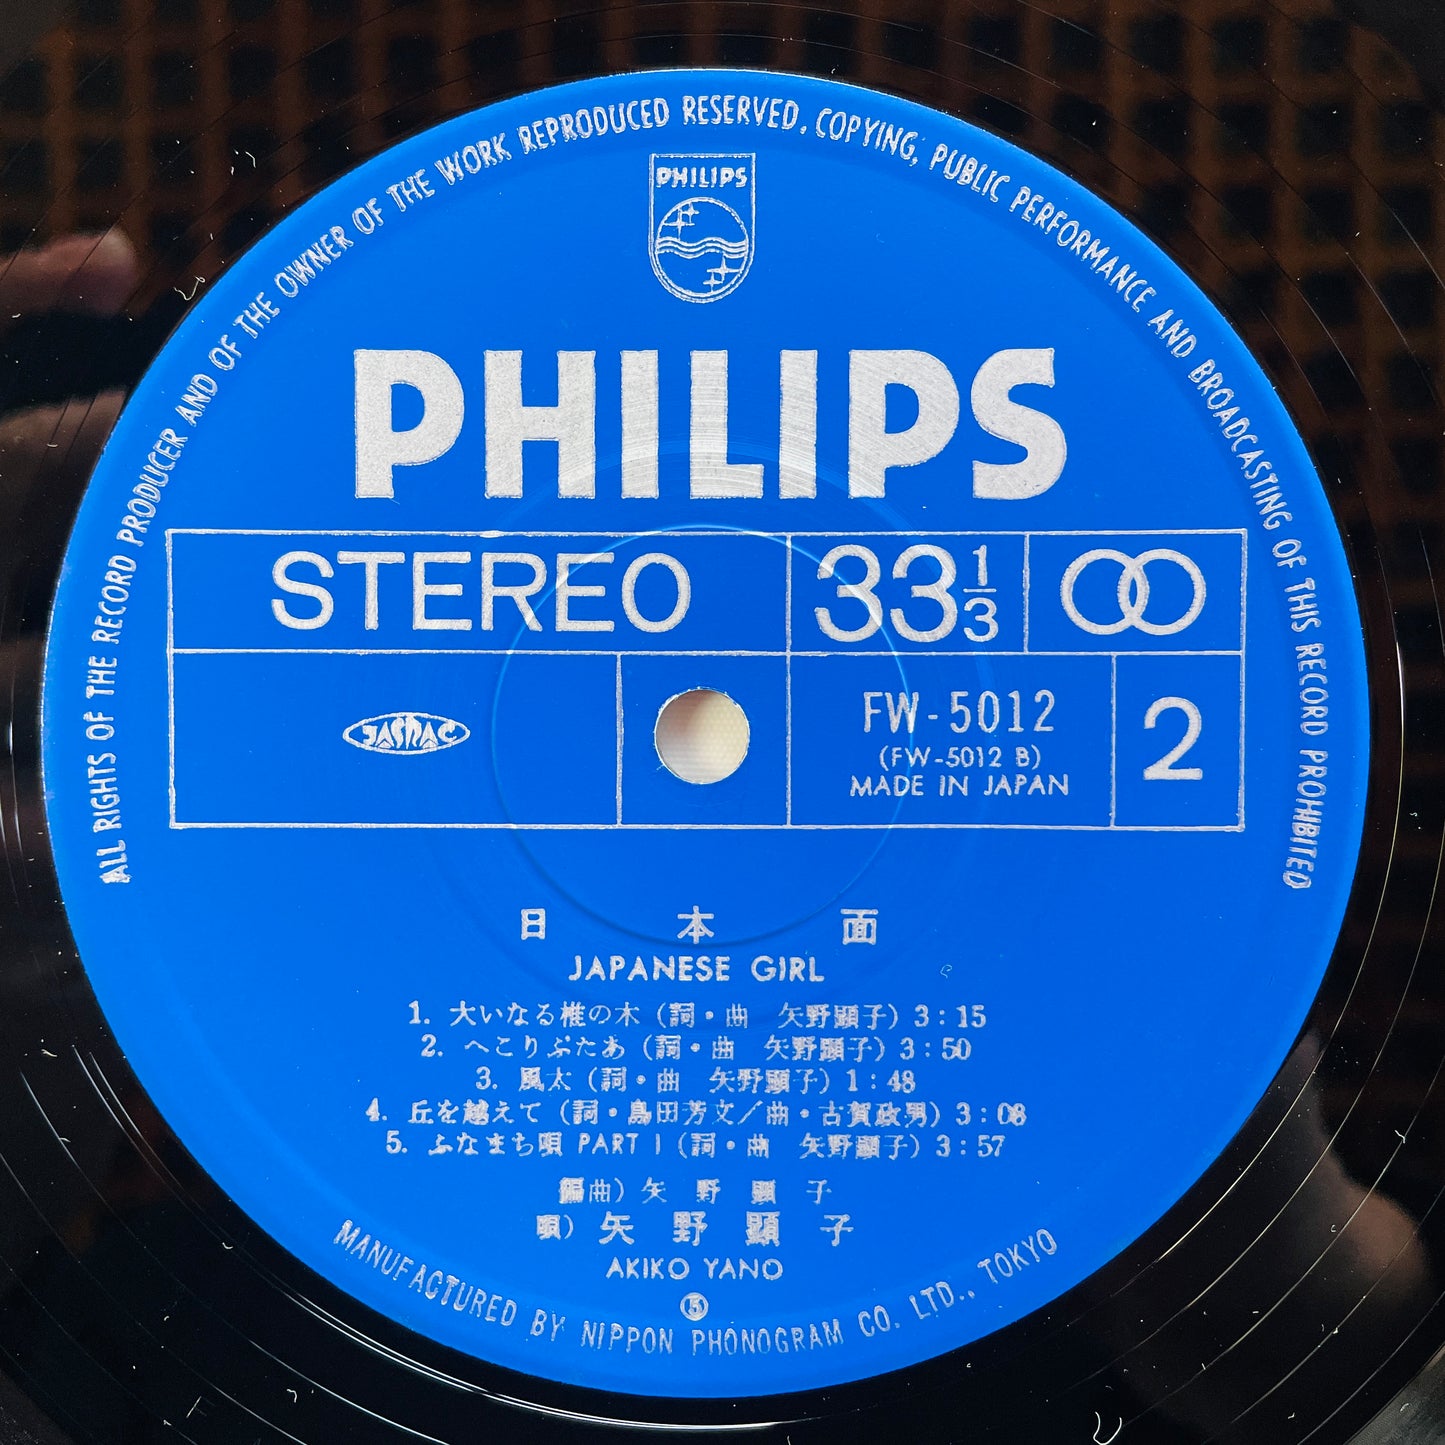 ALL RIGHTS OF THE RECORD PRODUCER AND OF THE OWNER OF THE WORK REPRODUCED RESERVED. COPYING, PUBLIC PERFORMANCE AND BROADCASTING OF THIS RECORD PROHIBITED
PHILIPS
PHILIPS
STEREO 33 1/3
JASRAC
FW-5012
(FW-5012 B)
MADE IN JAPAN
2
日本面
JAPANESE GIRL
1. 大いなる椎の木 (詞・曲 矢野顕子) 3:15
2. へこりぷたあ (詞・曲 矢野顕子) 3:50
3. 風太 (詞・曲 矢野顕子) 1:48
4. 丘を越えて (詞・島田芳文/曲・古賀政男) 3:08
5. ふなまち唄 PART I (詞・曲 矢野顕子) 3:57
編曲) 矢野顕子
唄) 矢野顕子
AKIKO YANO
5
MANUFACTURED BY NIPPON PHONOGRAM CO. LTD., TOKYO